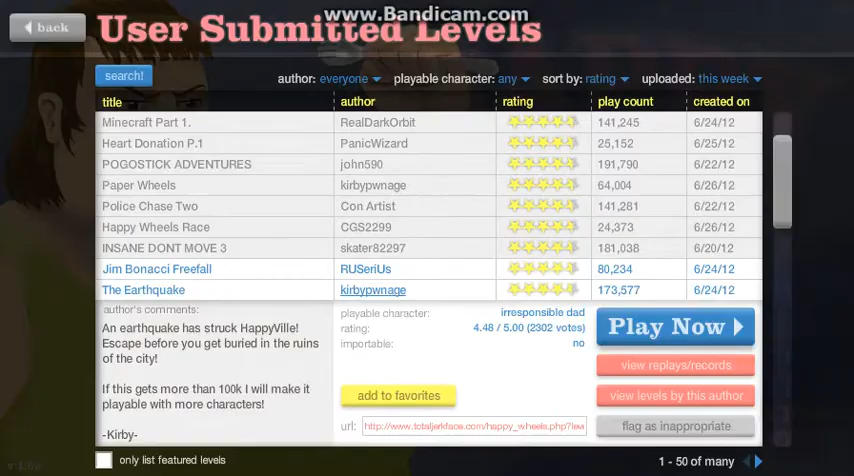 www.Bandicam.com
back
User Submitted Levels
search!
author: everyone playable character: any sort by: rating uploaded: this week
title author rating play count created on
Minecraft Part 1. RealDarkOrbit 141,245 6/24/12
Heart Donation P.1 PanicWizard 25,152 6/25/12
POGOSTICK ADVENTURES john590 191,790 6/22/12
Paper Wheels kirbypwnage 64,004 6/26/12
Police Chase Two Con Artist 141,281 6/22/12
Happy Wheels Race CGS2299 24,373 6/26/12
INSANE DONT MOVE 3 skater82297 181,038 6/20/12
Jim Bonacci Freefall RUSeriUs 80,234 6/24/12
The Earthquake kirbypwnage 173,577 6/24/12
author's comments:
An earthquake has struck HappyVille!
Escape before you get buried in the ruins
of the city!
If this gets more than 100k I will make it
playable with more characters!
-Kirby-
playable character: irresponsible dad
rating: 4.48 / 5.00 (2302 votes)
importable: no
add to favorites
url: http://www.totaljerkface.com/happy_wheels.php?lev
Play Now
view replays/records
view levels by this author
flag as inappropriate
only list featured levels
1 - 50 of many